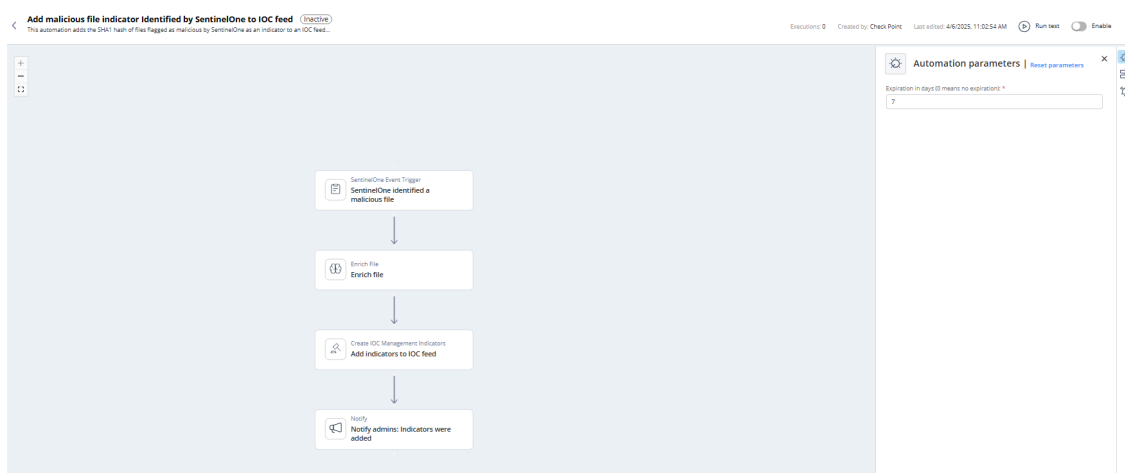 Add malicious file indicator Identified by SentinelOne to IOC feed
Inactive
This automation adds the SHA1 hash of files flagged as malicious by SentinelOne as an indicator to an IOC feed...
Executions: 0
Created by: Check Point
Last edited: 4/6/2025, 11:02:54 AM
Run test
Enable
Automation parameters | Reset parameters
Expiration in days (0 means no expiration): *
7
SentinelOne Event Trigger
SentinelOne identified a
malicious file
Enrich File
Enrich file
Create IOC Management Indicators
Add indicators to IOC feed
Notify
Notify admins: Indicators were
added